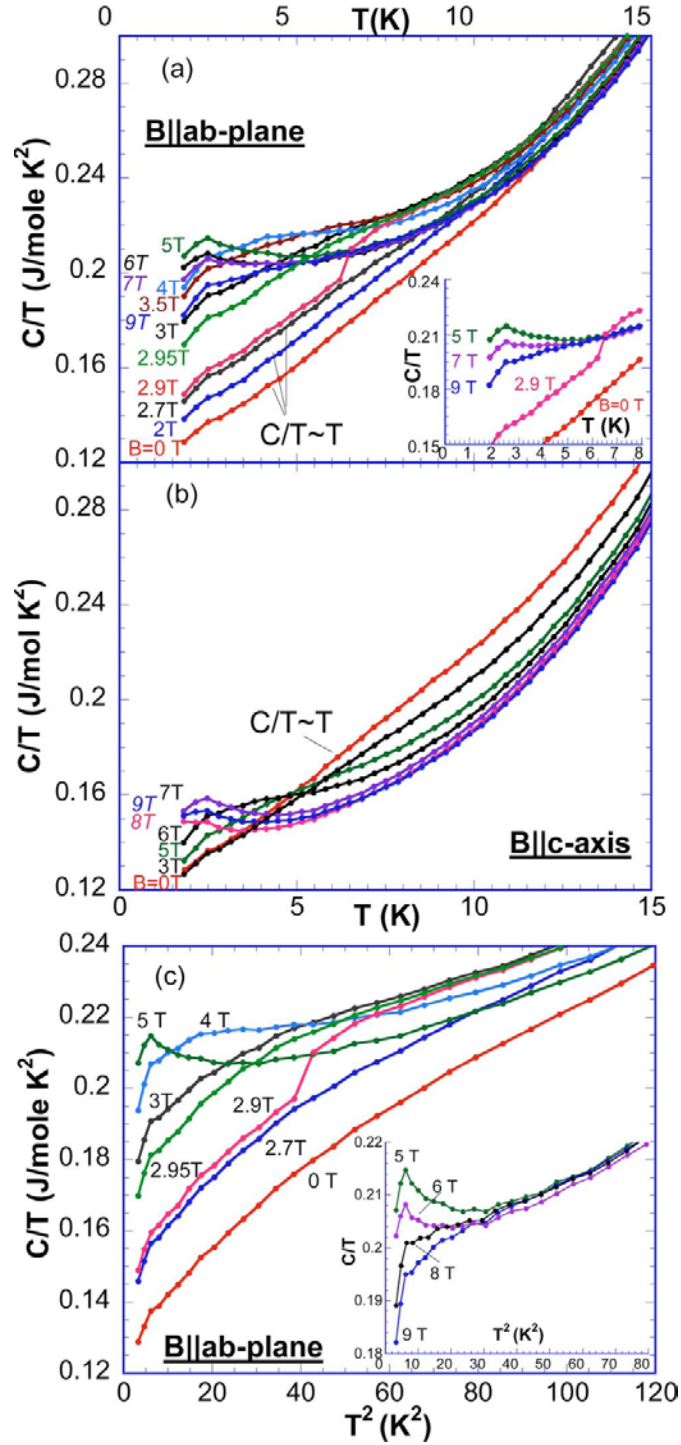 0 5 10 15
T(K)
(a)
B||ab-plane
C/T (J/mole K²)
0.28
0.24
0.2
0.16
0.12
5T
6T
7T
4T
3.5T
9T
3T
2.95T
2.9T
2.7T
2T
B=0 T
C/T~T
0.24
0.21
0.18
0.15
C/T
5 T
7 T
9 T
2.9 T
B=0 T
T (K)
0 1 2 3 4 5 6 7 8
(b)
C/T (J/mol K²)
0.28
0.24
0.2
0.16
0.12
C/T~T
7T
9T
8T
6T
5T
3T
B=0T
B||c-axis
0 5 10 15
T (K)
(c)
C/T (J/mole K²)
0.24
0.22
0.2
0.18
0.16
0.14
0.12
5 T
4 T
3T
2.9T
2.95T
2.7T
0 T
B||ab-plane
0.22
0.21
0.20
0.19
0.18
C/T
5 T
6 T
8 T
9 T
T² (K²)
0 10 20 30 40 50 60 70 80
0 20 40 60 80 100 120
T² (K²)